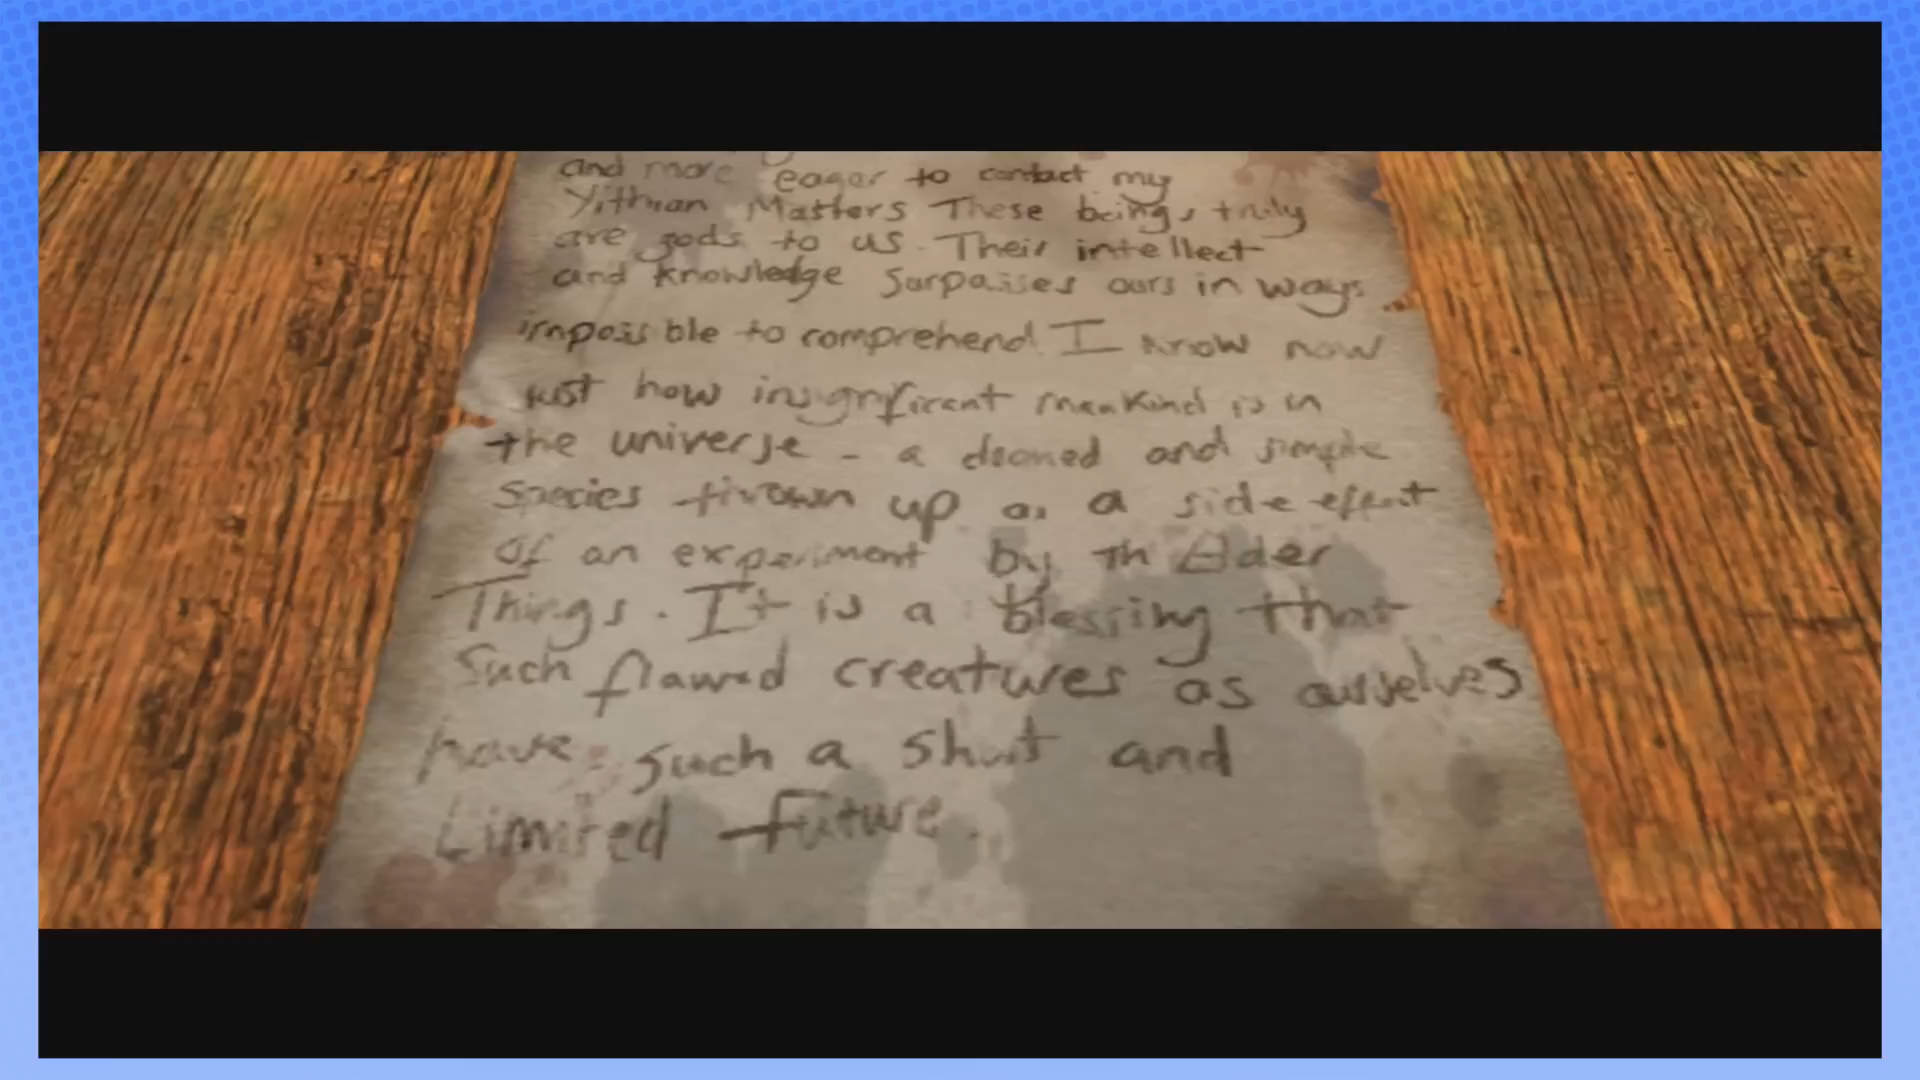 and more eager to contact my
Yithian Masters These beings truly
are gods to us. Their intellect
and knowledge surpasses ours in ways
impossible to comprehend. I know now
just how insignificant mankind is in
the universe - a doomed and simple
species thrown up as a side effect
of an experiment by th Elder
Things. It is a blessing that
Such flawed creatures as ourselves
have such a short and
Limited future.